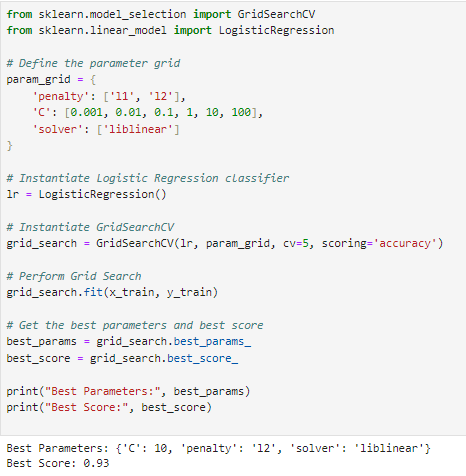 from sklearn.model_selection import GridSearchCV
from sklearn.linear_model import LogisticRegression
# Define the parameter grid
param_grid = {
    'penalty': ['l1', 'l2'],
    'C': [0.001, 0.01, 0.1, 1, 10, 100],
    'solver': ['liblinear']
}
# Instantiate Logistic Regression classifier
lr = LogisticRegression()
# Instantiate GridSearchCV
grid_search = GridSearchCV(lr, param_grid, cv=5, scoring='accuracy')
# Perform Grid Search
grid_search.fit(x_train, y_train)
# Get the best parameters and best score
best_params = grid_search.best_params_
best_score = grid_search.best_score_
print("Best Parameters:", best_params)
print("Best Score:", best_score)
Best Parameters: {'C': 10, 'penalty': 'l2', 'solver': 'liblinear'}
Best Score: 0.93